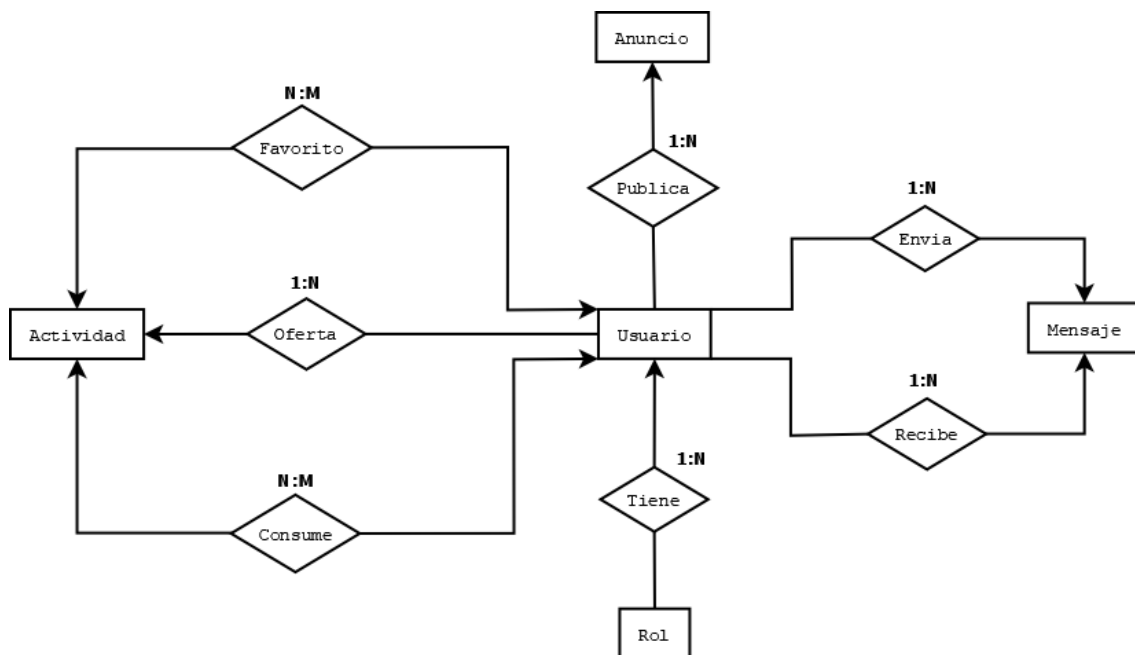 Anuncio
N:M
Favorito
1:N
Publica
1:N
Envia
1:N
Actividad
Oferta
Usuario
Mensaje
1:N
Recibe
1:N
N:M
Tiene
Consume
Rol